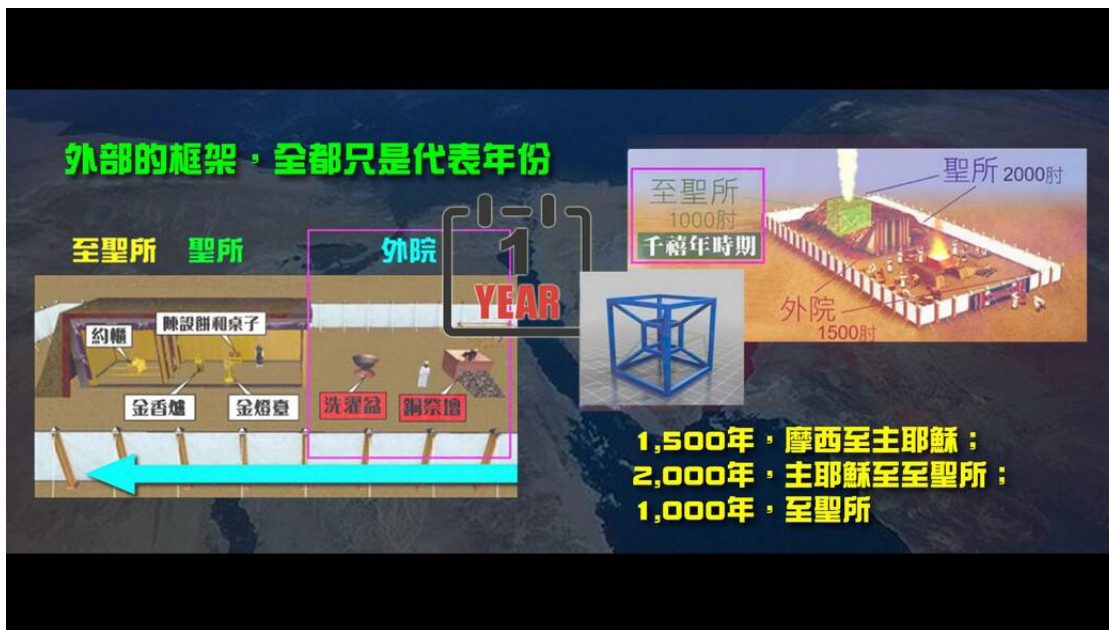 外部的框架，全都只是代表年份
至聖所 聖所 外院
1
YEAR
約櫃
陳設餅和桌子
金香爐
金燈臺
洗濯盆
銅祭壇
至聖所
1000肘
千禧年時期
聖所 2000肘
外院
1500肘
1,500年，摩西至主耶穌；
2,000年，主耶穌至至聖所；
1,000年，至聖所